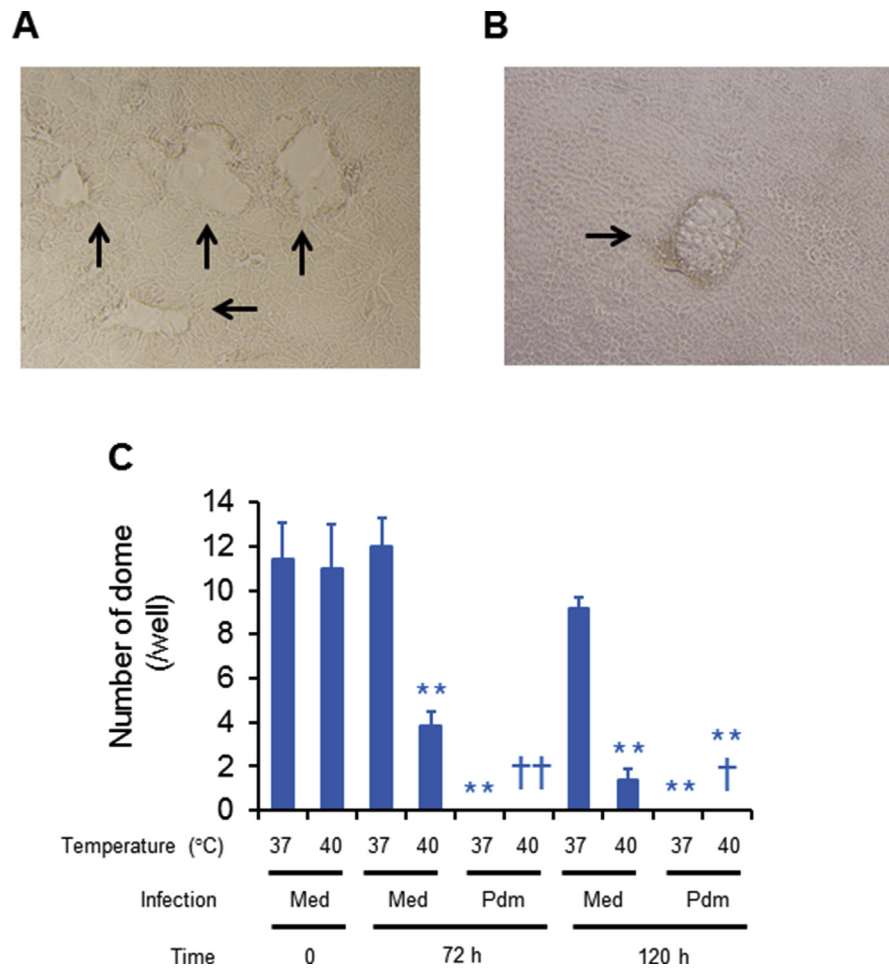 A
B
C
Number of dome
(/well)
14
12
10
8
6
4
2
0
**
**
††
**
**
**
†
Temperature (°C) 37 40 37 40 37 40 37 40 37 40
Infection Med Med Pdm Med Pdm
Time 0 72 h 120 h